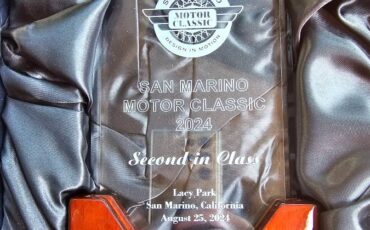 MOTOR
CLASSIC
DESIGN IN MOTION
SAN MARINO
MOTOR CLASSIC
2024
Second in Class
Lacy Park
San Marino, California
August 25, 2024